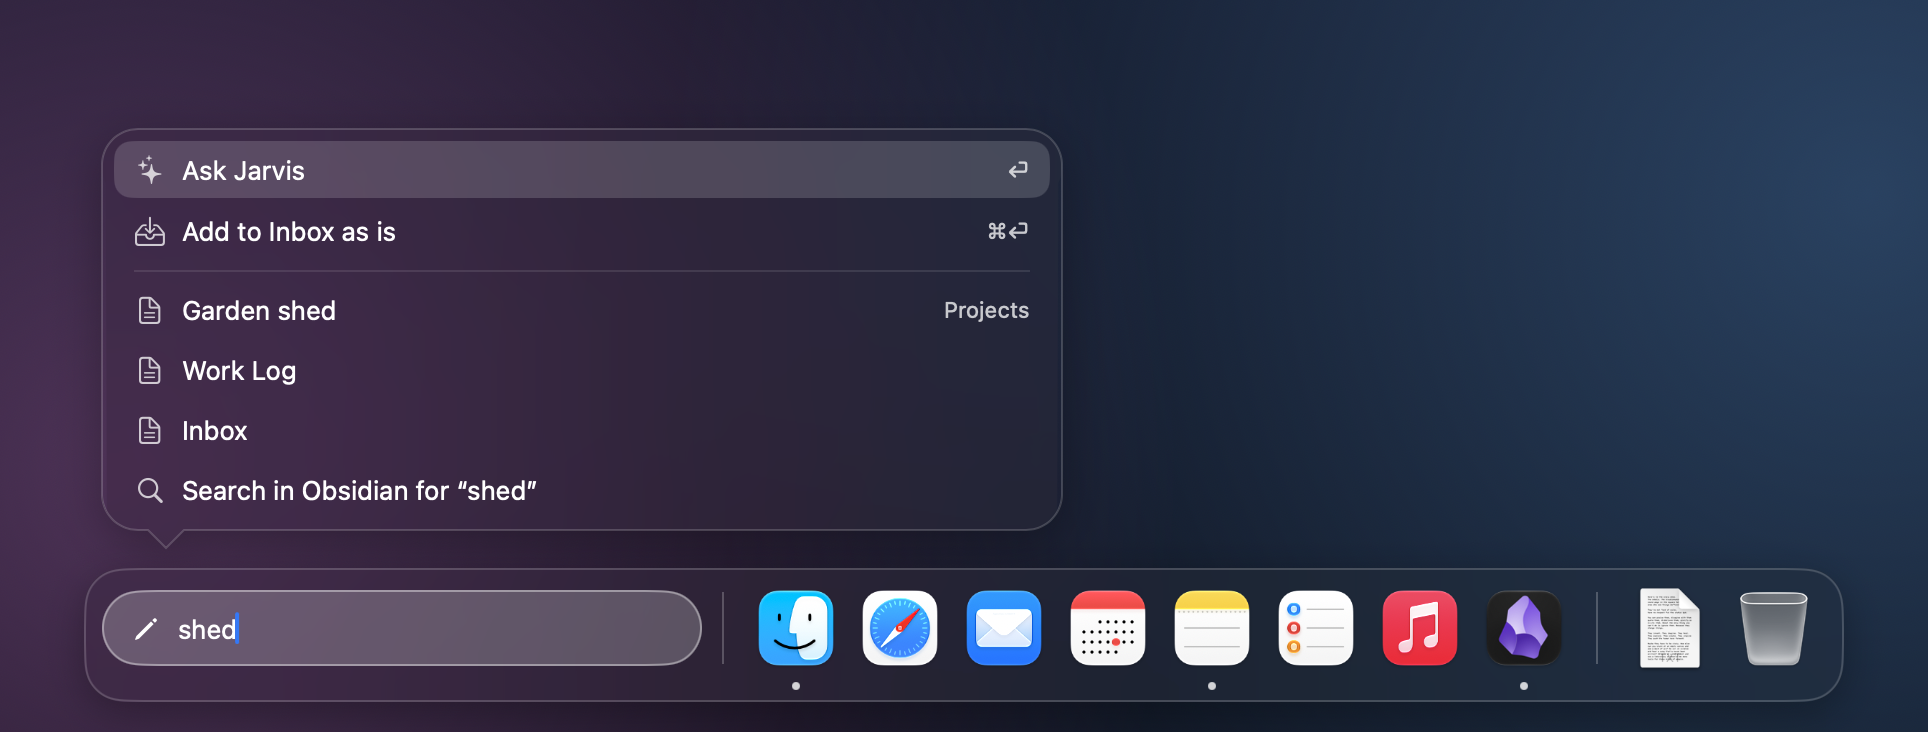 Ask Jarvis
Add to Inbox as is ⌘↩
Garden shed Projects
Work Log
Inbox
Search in Obsidian for “shed”
shed